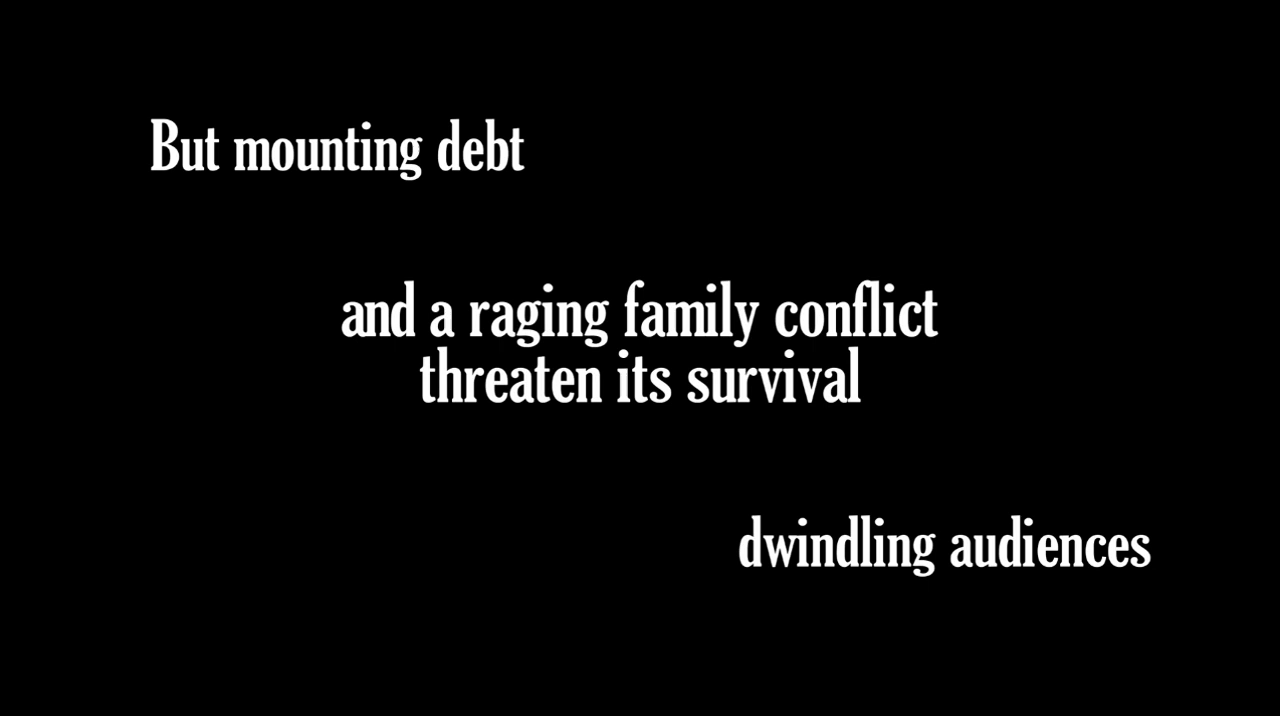 But mounting debt
and a raging family conflict
threaten its survival
dwindling audiences